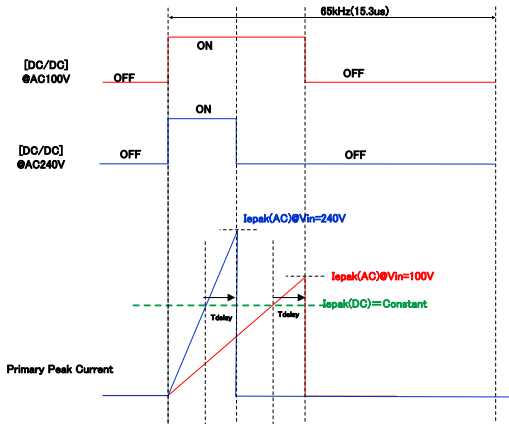 65kHz(15.3us)
ON
[DC/DC]
@AC100V
OFF
OFF
ON
[DC/DC]
@AC240V
OFF
OFF
Iepak(AC)@Vin=240V
Iepak(AC)@Vin=100V
Iepak(DC)=Constant
Tdelay
Tdelay
Primary Peak Current